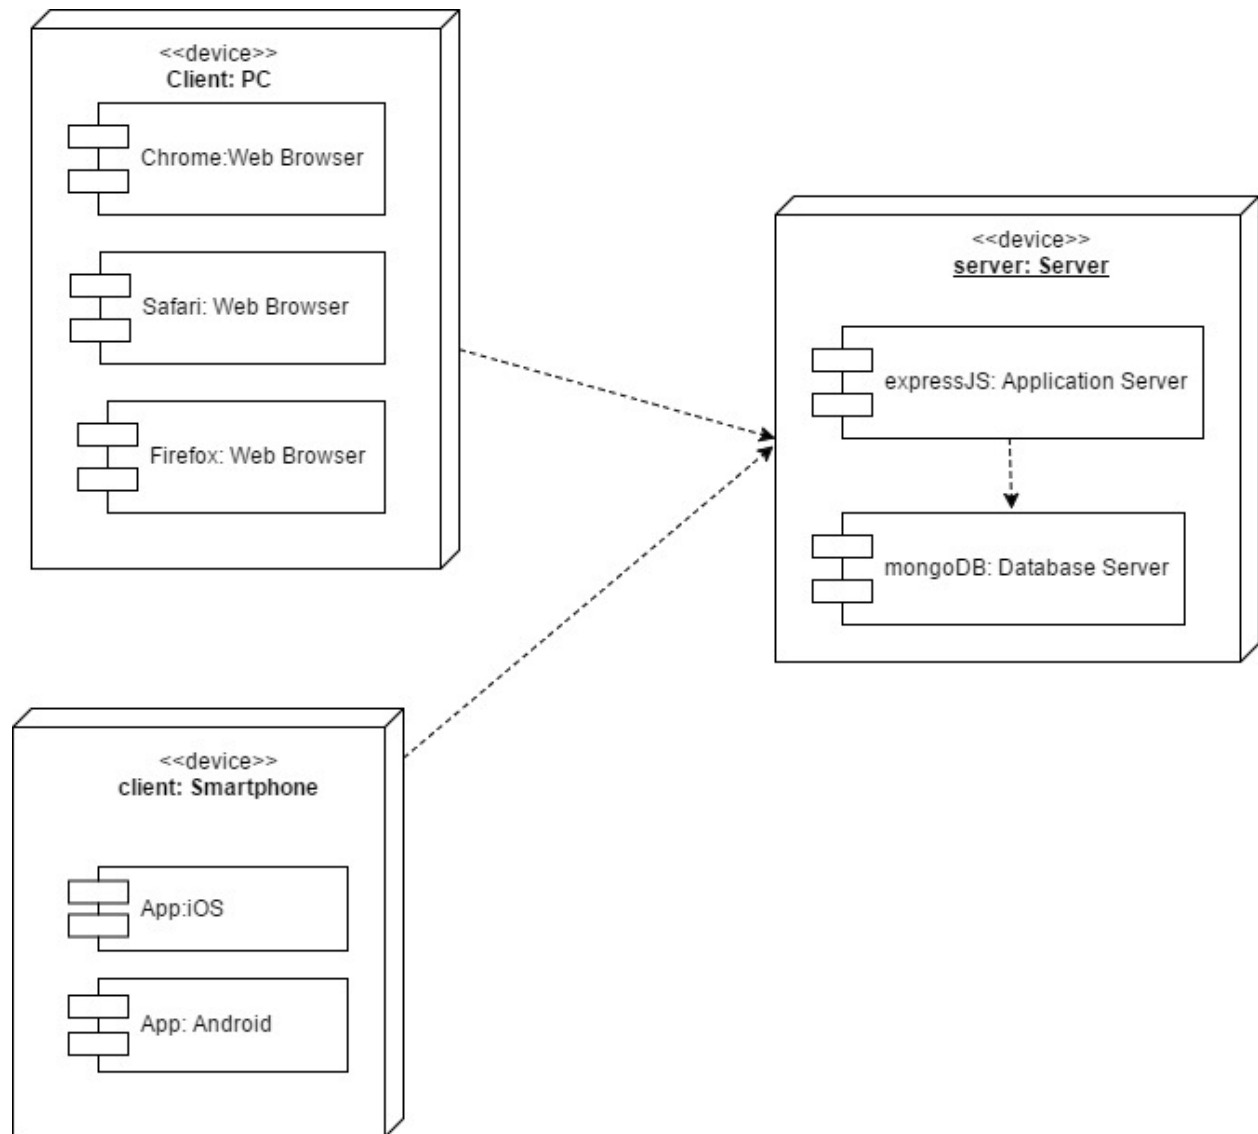 <<device>>
Client: PC
Chrome:Web Browser
Safari: Web Browser
Firefox: Web Browser
<<device>>
server: Server
expressJS: Application Server
mongoDB: Database Server
<<device>>
client: Smartphone
App:iOS
App: Android